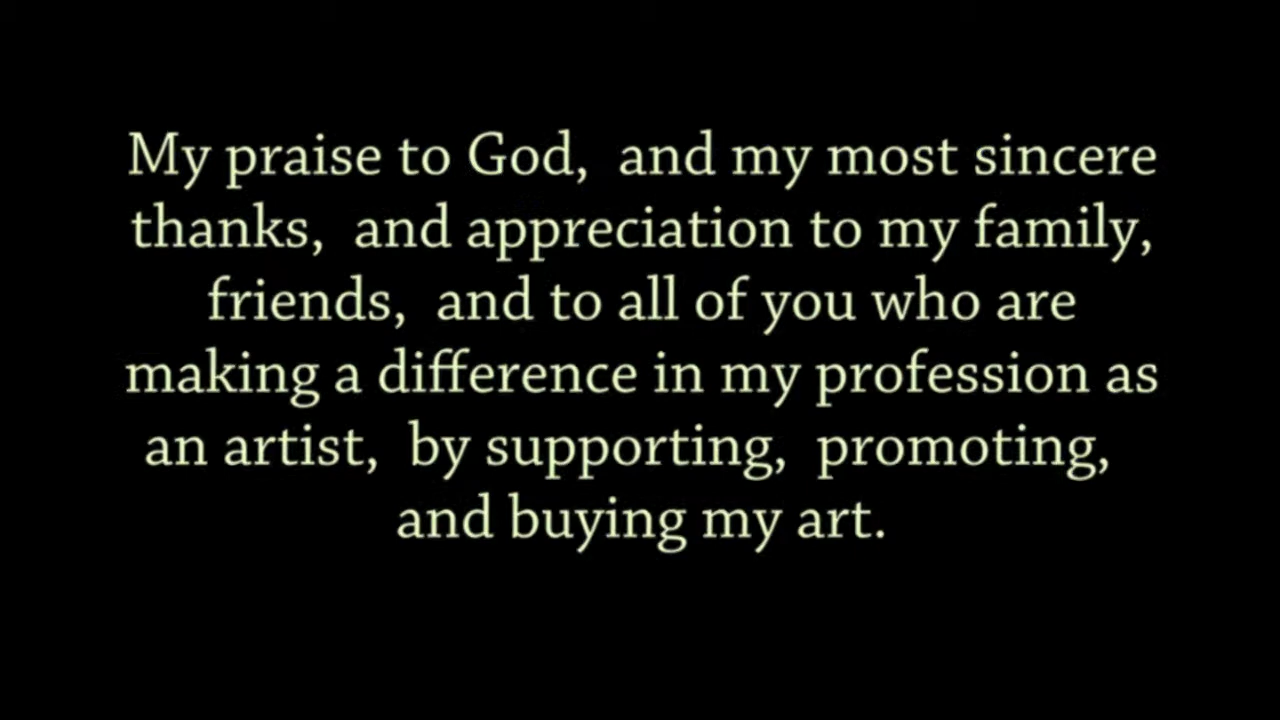 My praise to God,  and my most sincere
thanks,  and appreciation to my family,
friends,  and to all of you who are
making a difference in my profession as
an artist,  by supporting,  promoting,
and buying my art.